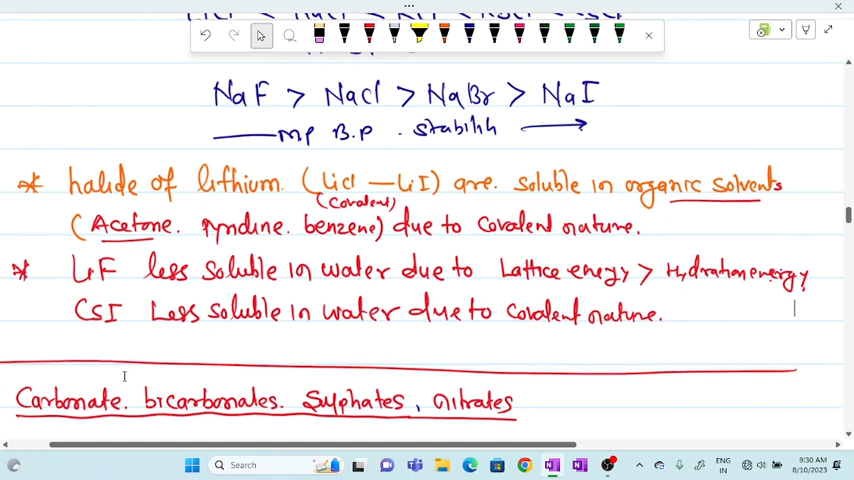 NaF > NaCl > NaBr > NaI
MP B.P . stabilih
* halide of lithium. (LiCl — LiI) are. soluble in organic solvents
(covalent)
(Acetone. Pyridine. benzene) due to covalent nature.
* LiF less soluble in water due to Lattice energy > Hydration energy
CsI Less soluble in water due to covalent nature.
Carbonate. bicarbonates. Sulphates, nitrates
Search
ENG
IN
9:30 AM
8/10/2023